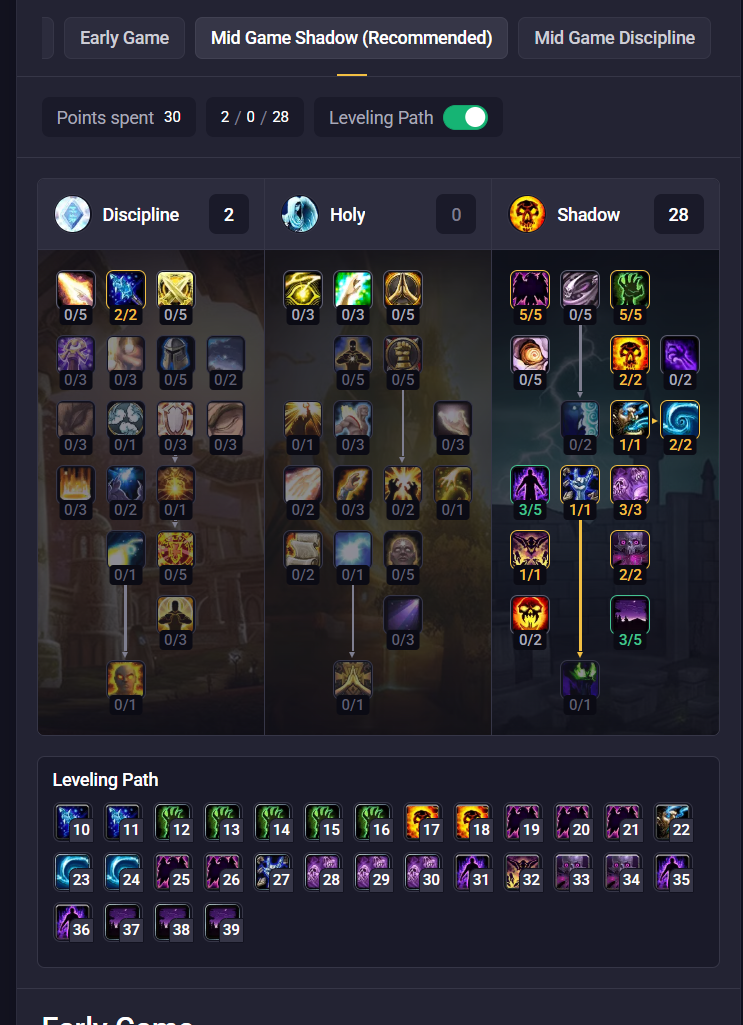 Early Game Mid Game Shadow (Recommended) Mid Game Discipline
Points spent 30 2 / 0 / 28 Leveling Path
Discipline 2 Holy 0 Shadow 28
0/5 2/2 0/5 0/3 0/3 0/5 5/5 0/5 5/5
0/3 0/3 0/5 0/2 0/5 0/5 0/5 2/2 0/2
0/3 0/1 0/3 0/3 0/1 0/3 0/3 0/2 1/1 2/2
0/3 0/2 0/1 0/2 0/3 0/2 0/1 3/5 1/1 3/3
0/1 0/5 0/2 0/1 0/5 1/1 2/2
0/3 0/3 0/2 3/5
0/1 0/1 0/1
Leveling Path
10 11 12 13 14 15 16 17 18 19 20 21 22
23 24 25 26 27 28 29 30 31 32 33 34 35
36 37 38 39
Early Game